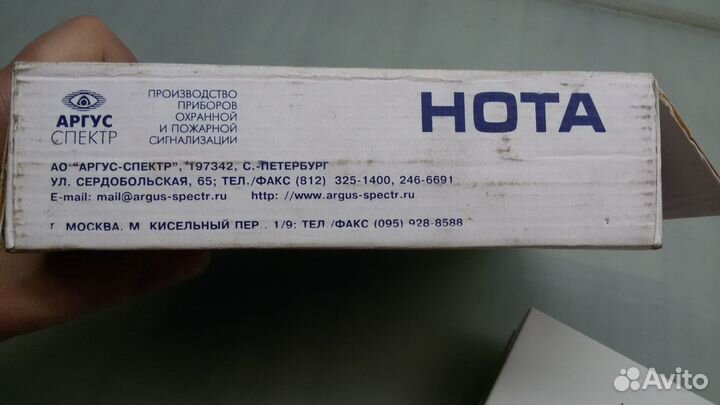 АРГУС
СПЕКТР
ПРОИЗВОДСТВО
ПРИБОРОВ
ОХРАННОЙ
И ПОЖАРНОЙ
СИГНАЛИЗАЦИИ
НОТА
АО "АРГУС-СПЕКТР", 197342, С.-ПЕТЕРБУРГ
УЛ. СЕРДОБОЛЬСКАЯ, 65; ТЕЛ./ФАКС (812) 325-1400, 246-6691
E-mail: mail@argus-spectr.ru http: //www.argus-spectr.ru
Г. МОСКВА, М. КИСЕЛЬНЫЙ ПЕР., 1/9; ТЕЛ./ФАКС (095) 928-8588
Avito